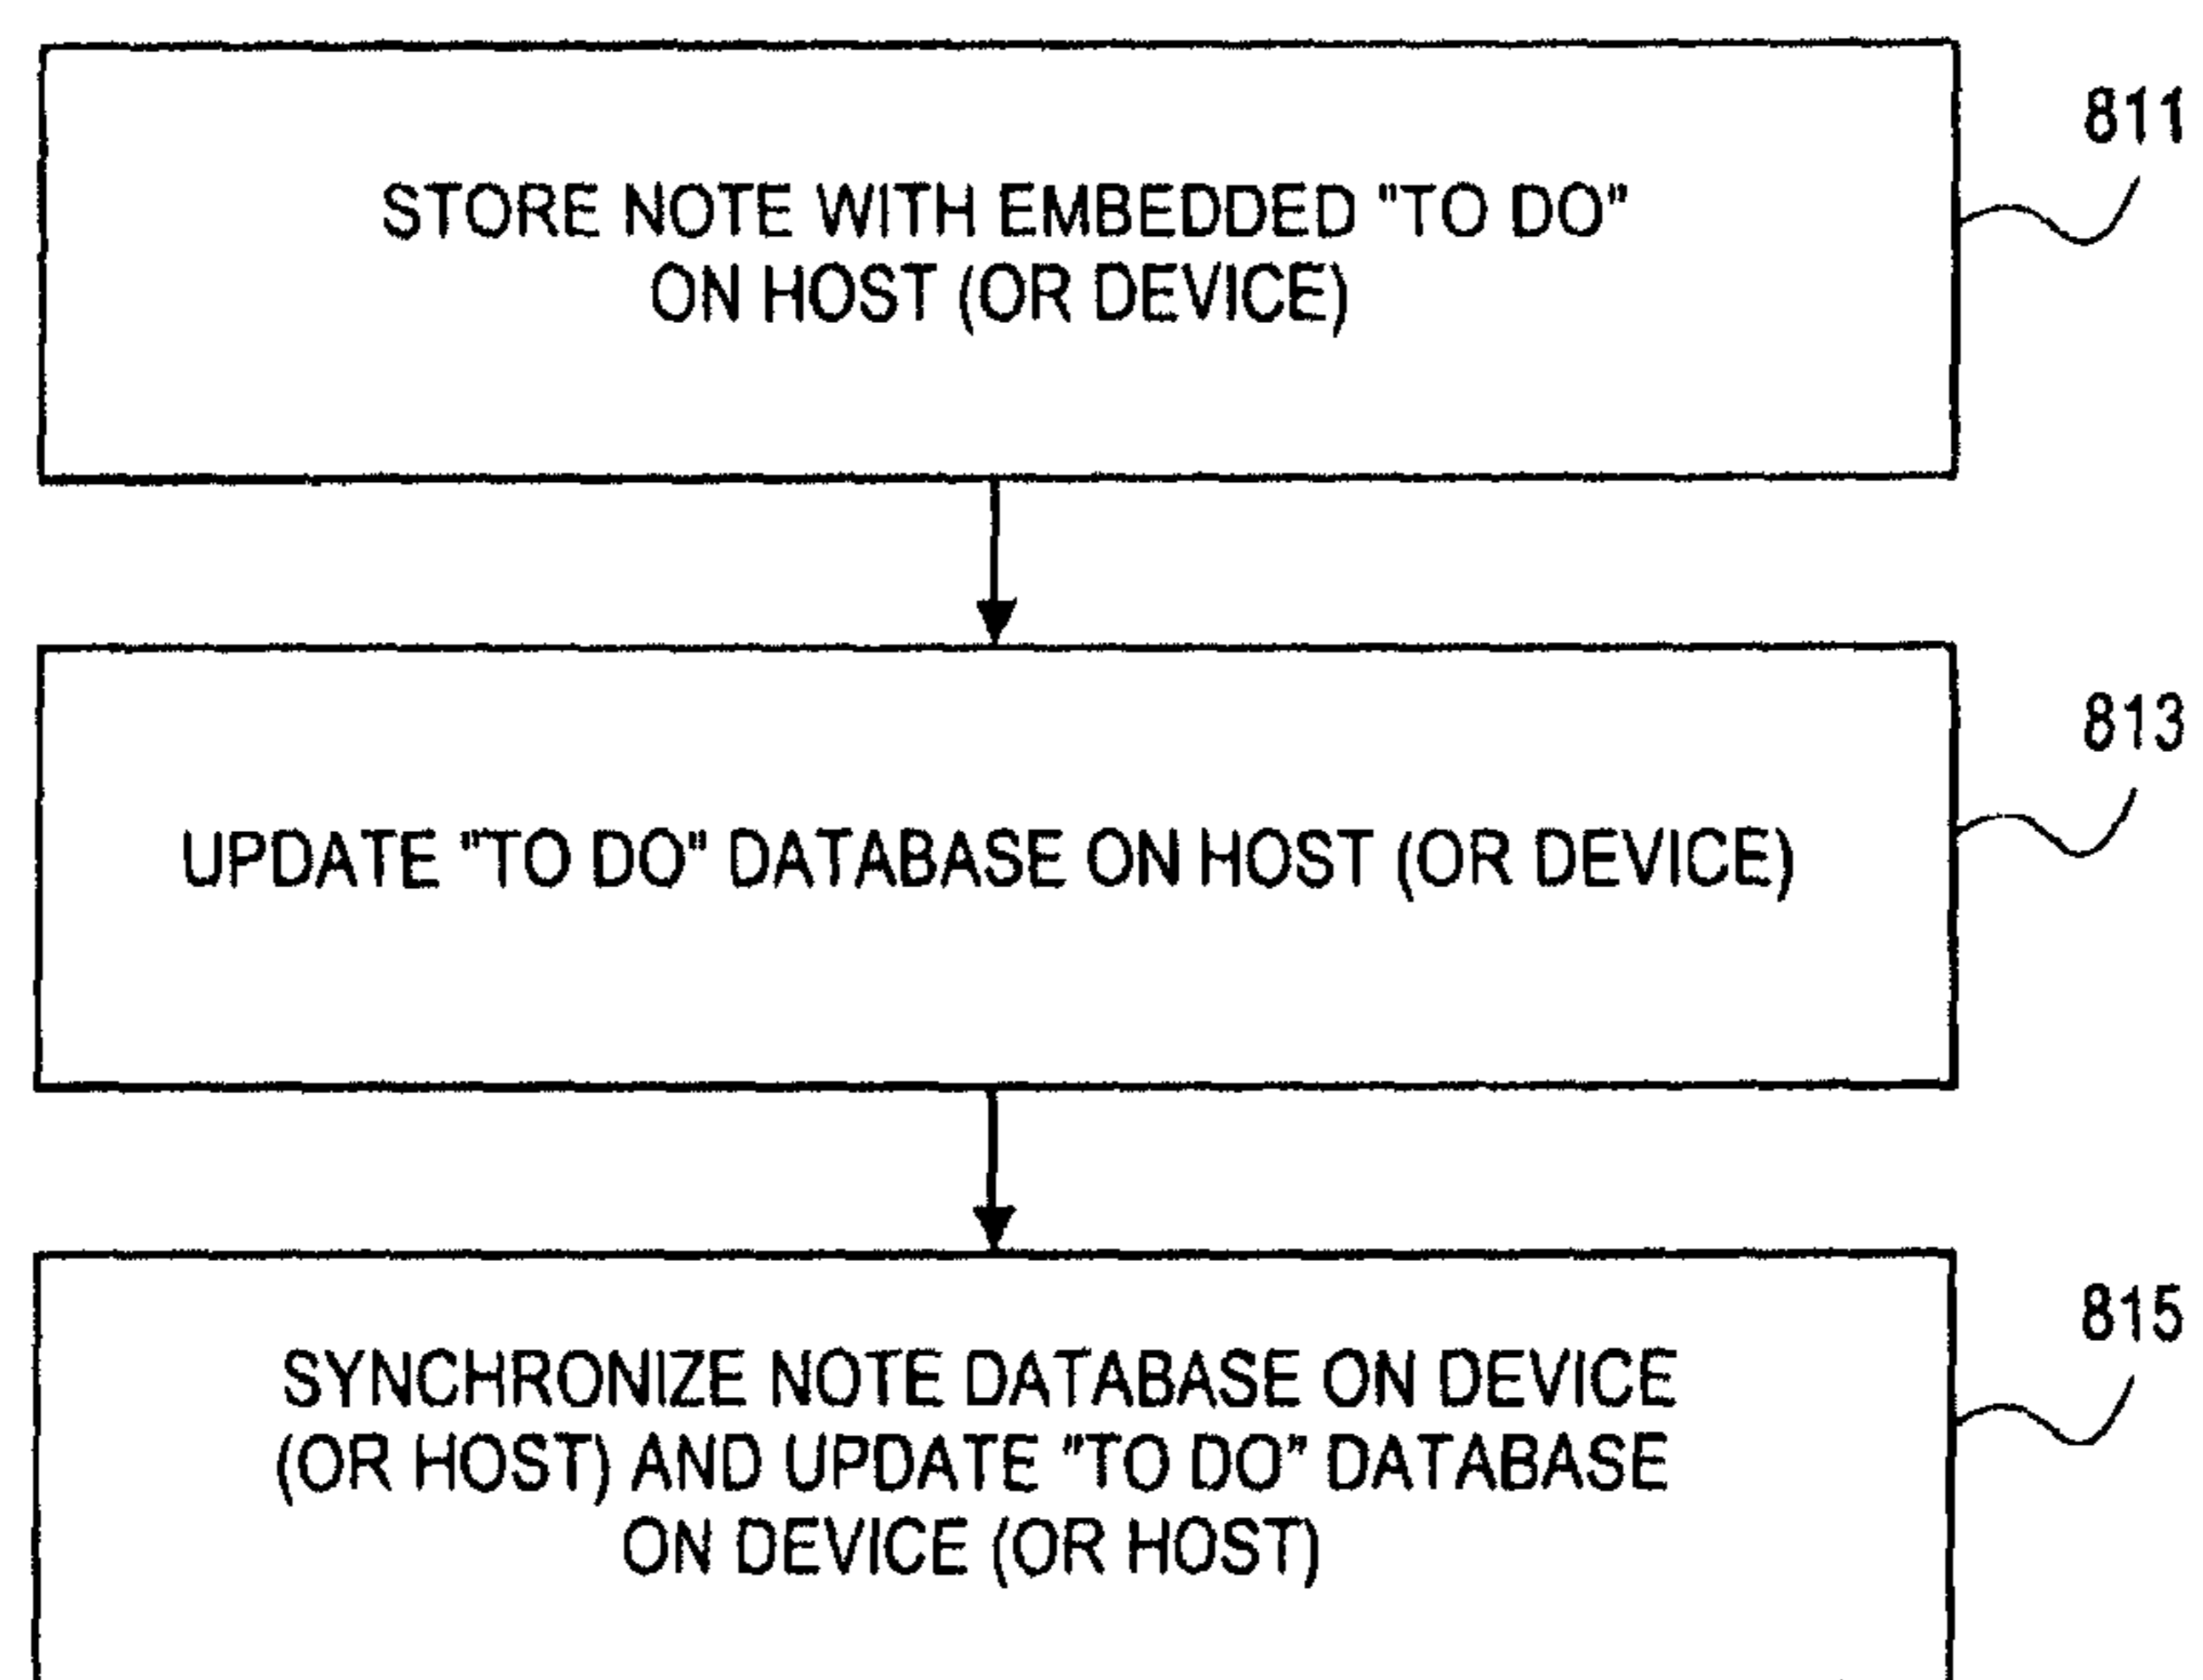 811
STORE NOTE WITH EMBEDDED "TO DO"
ON HOST (OR DEVICE)
813
UPDATE "TO DO" DATABASE ON HOST (OR DEVICE)
815
SYNCHRONIZE NOTE DATABASE ON DEVICE
(OR HOST) AND UPDATE "TO DO" DATABASE
ON DEVICE (OR HOST)